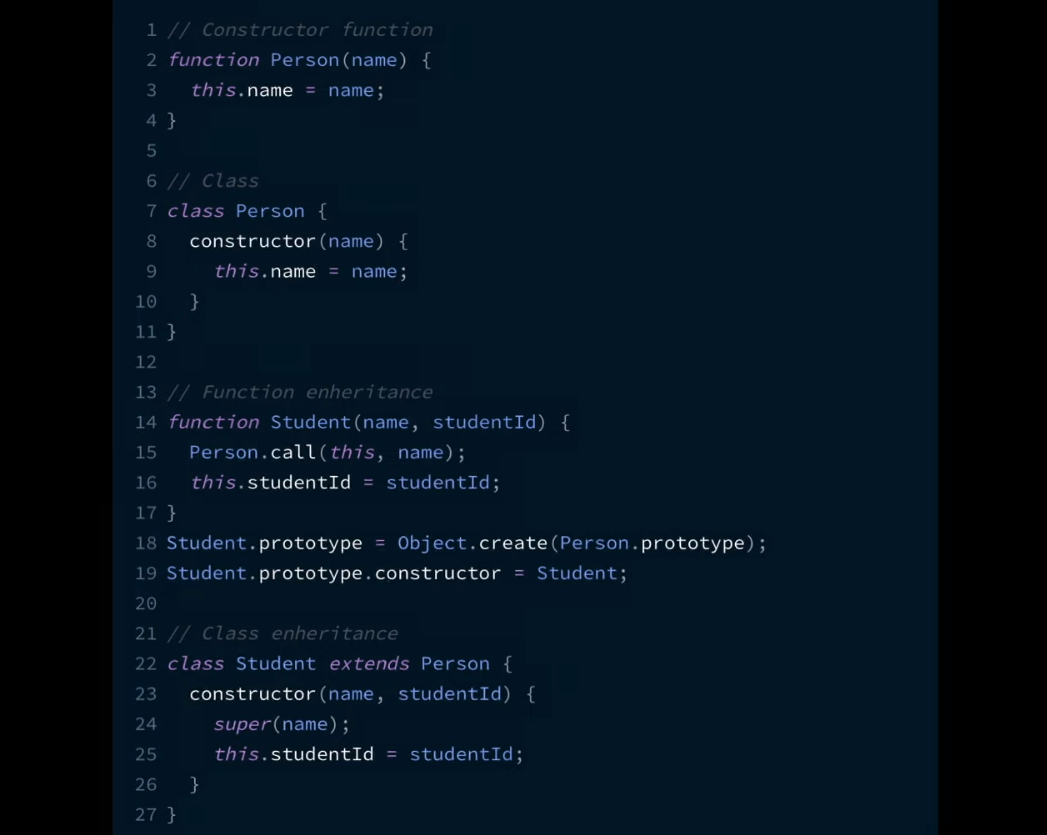 1 // Constructor function
2 function Person(name) {
3   this.name = name;
4 }
5
6 // Class
7 class Person {
8   constructor(name) {
9     this.name = name;
10   }
11 }
12
13 // Function enheritance
14 function Student(name, studentId) {
15   Person.call(this, name);
16   this.studentId = studentId;
17 }
18 Student.prototype = Object.create(Person.prototype);
19 Student.prototype.constructor = Student;
20
21 // Class enheritance
22 class Student extends Person {
23   constructor(name, studentId) {
24     super(name);
25     this.studentId = studentId;
26   }
27 }